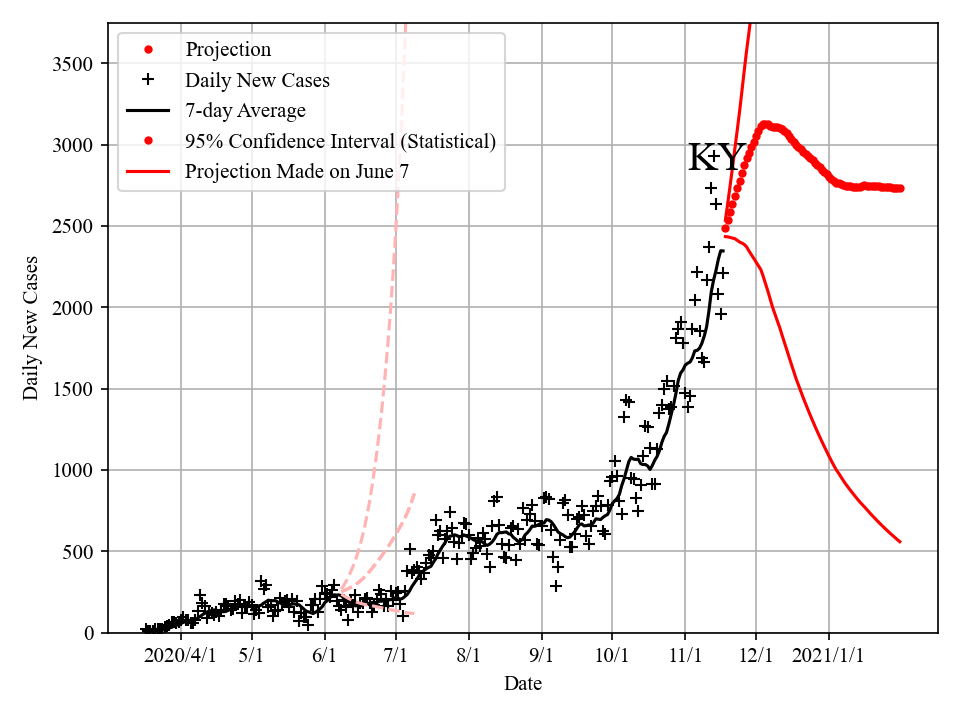 Projection
Daily New Cases
7-day Average
95% Confidence Interval (Statistical)
Projection Made on June 7
KY
3500
3000
2500
2000
1500
1000
500
0
Daily New Cases
2020/4/1 5/1 6/1 7/1 8/1 9/1 10/1 11/1 12/1 2021/1/1
Date